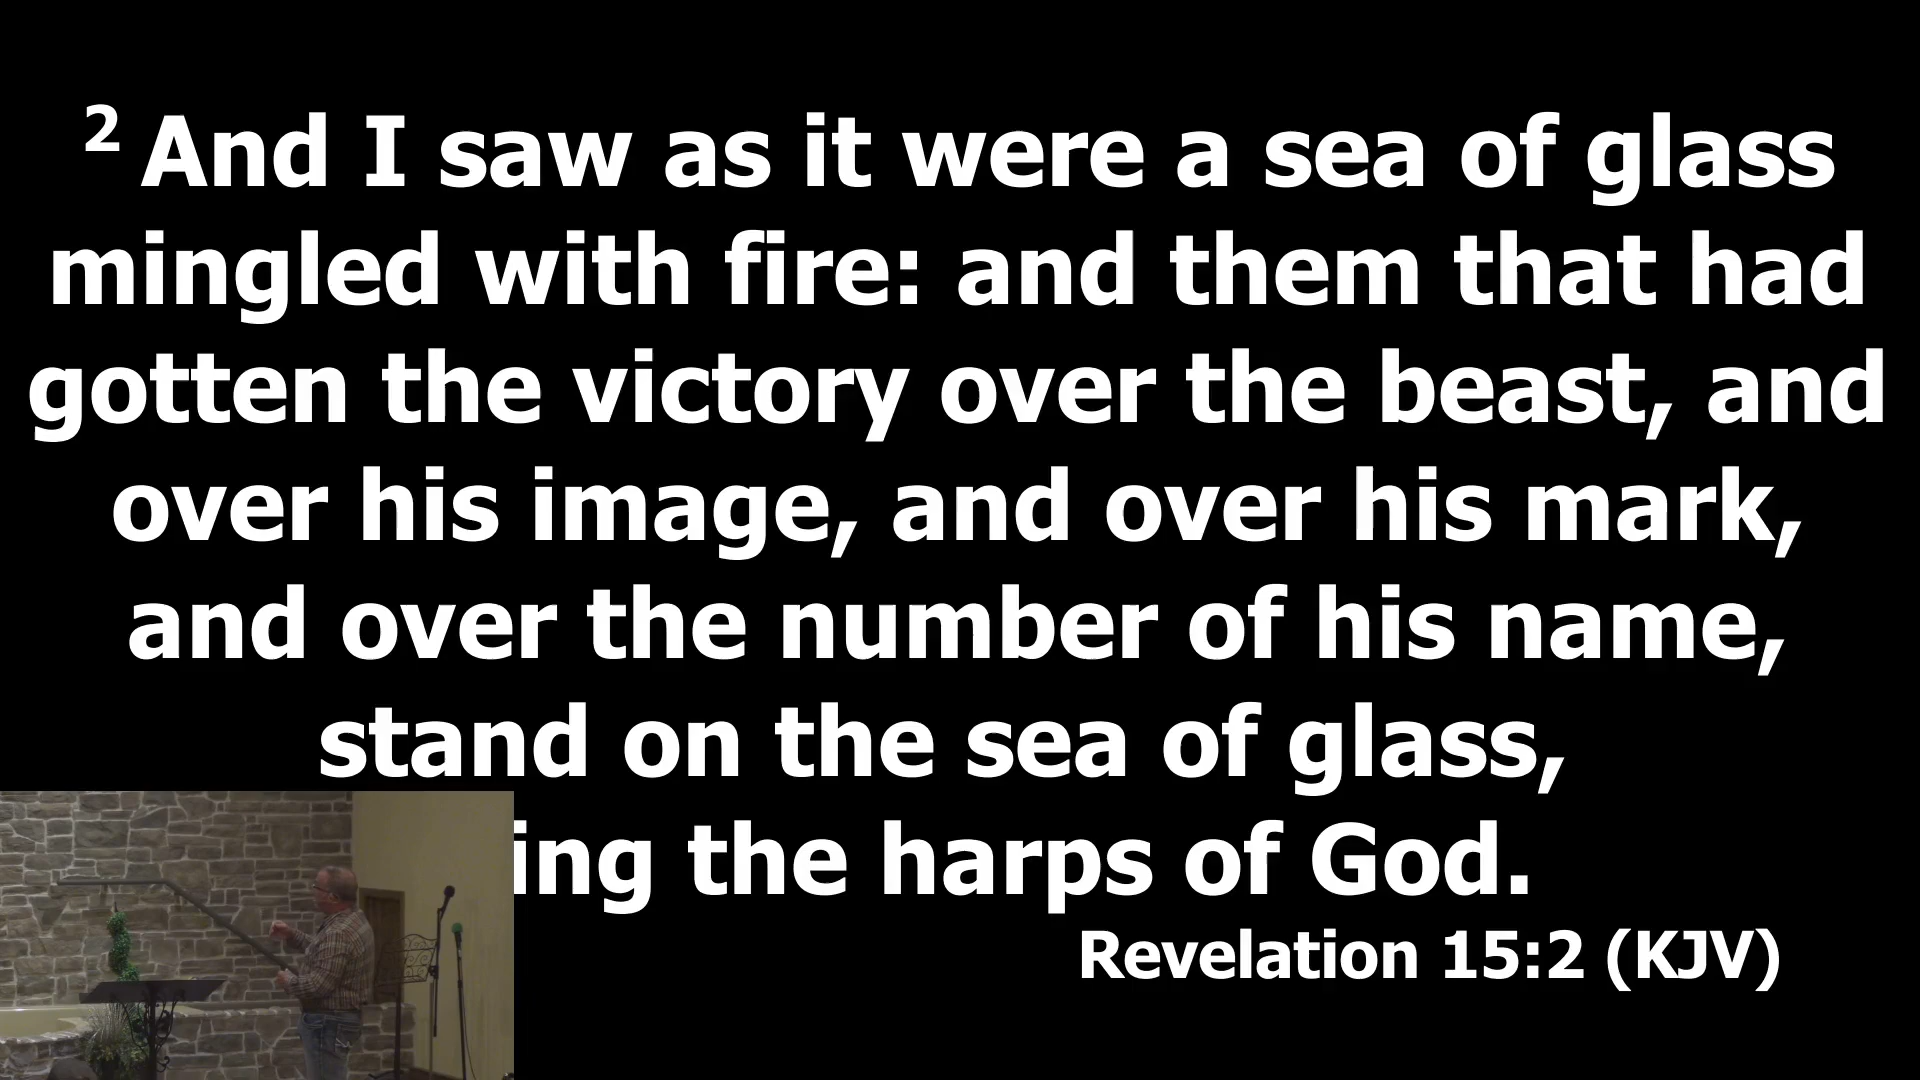 2 And I saw as it were a sea of glass
mingled with fire: and them that had
gotten the victory over the beast, and
over his image, and over his mark,
and over the number of his name,
stand on the sea of glass,
the harps of God.
Revelation 15:2 (KJV)